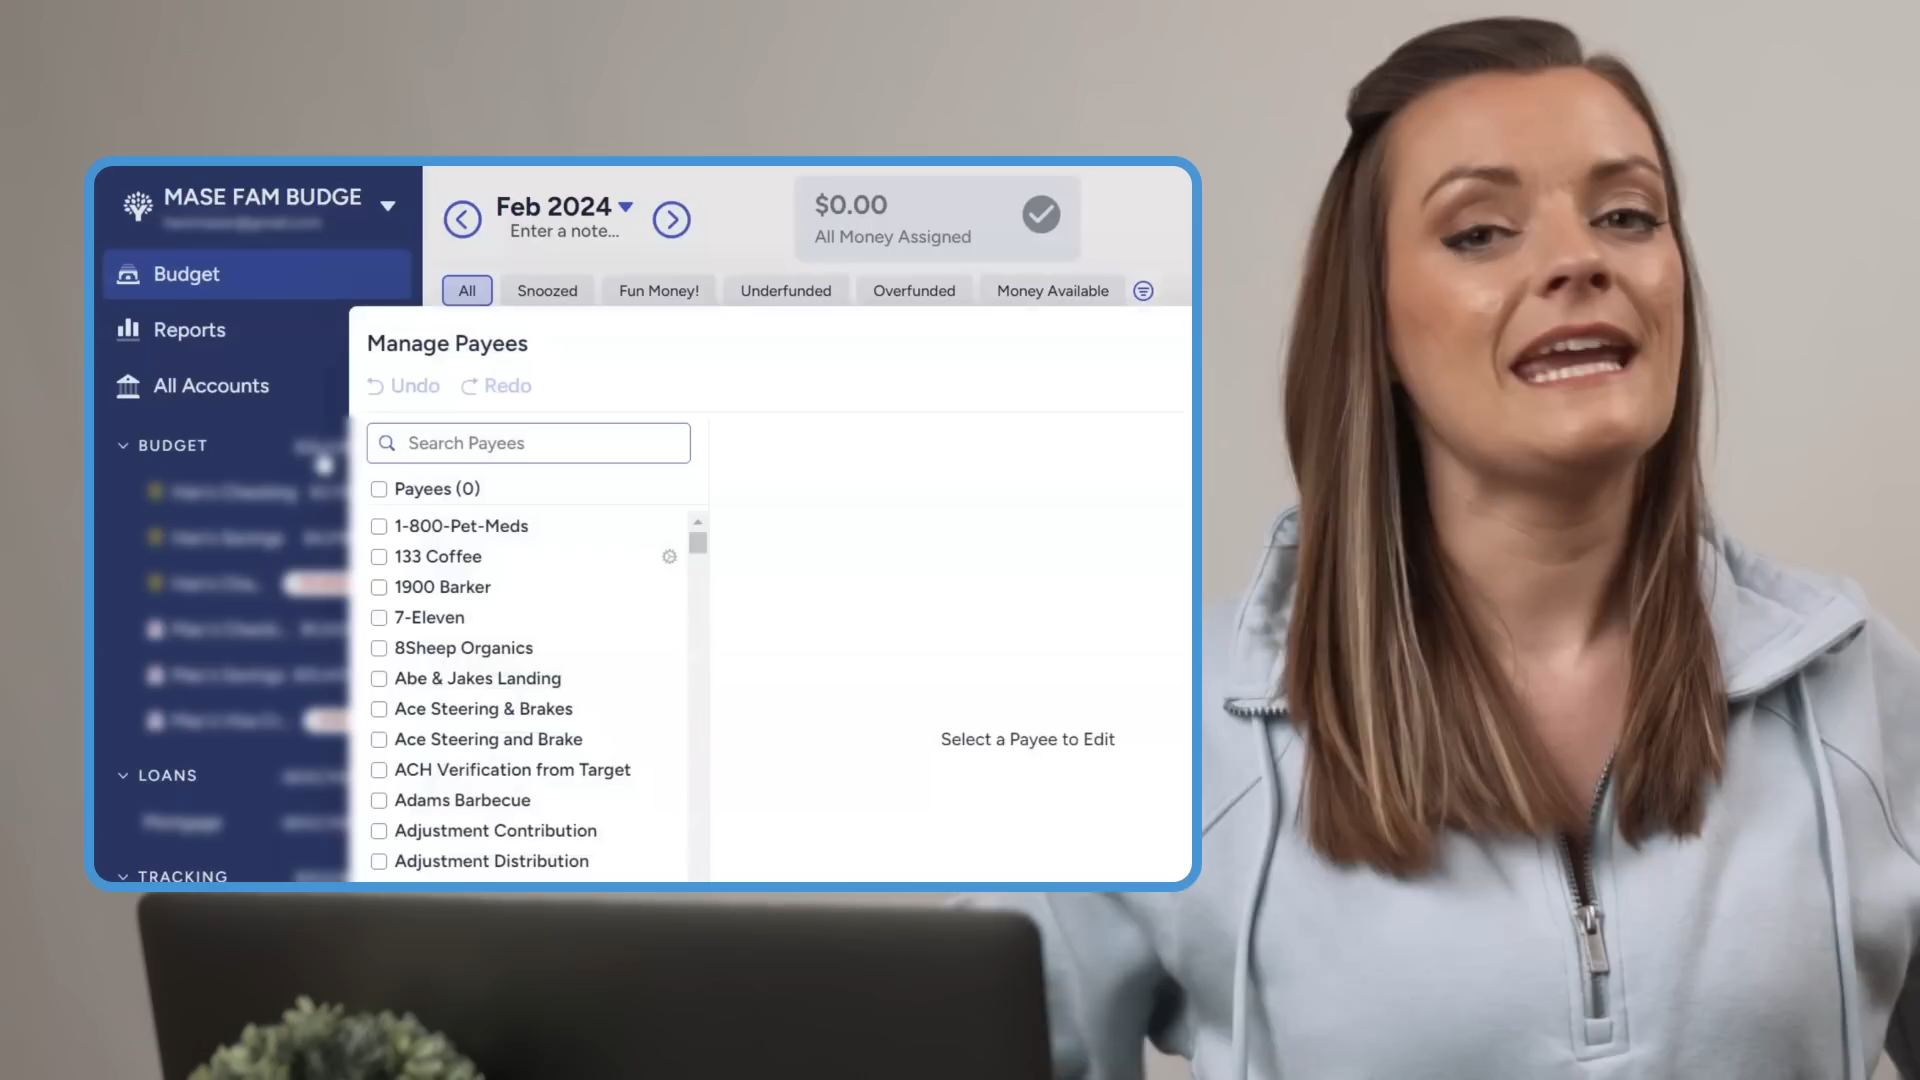 MASE FAM BUDGE
Budget
Reports
All Accounts
BUDGET
LOANS
Mortgage
TRACKING
Feb 2024
Enter a note...
$0.00
All Money Assigned
All
Snoozed
Fun Money!
Underfunded
Overfunded
Money Available
Manage Payees
Undo
Redo
Search Payees
Payees (0)
1-800-Pet-Meds
133 Coffee
1900 Barker
7-Eleven
8Sheep Organics
Abe & Jakes Landing
Ace Steering & Brakes
Ace Steering and Brake
ACH Verification from Target
Adams Barbecue
Adjustment Contribution
Adjustment Distribution
Select a Payee to Edit